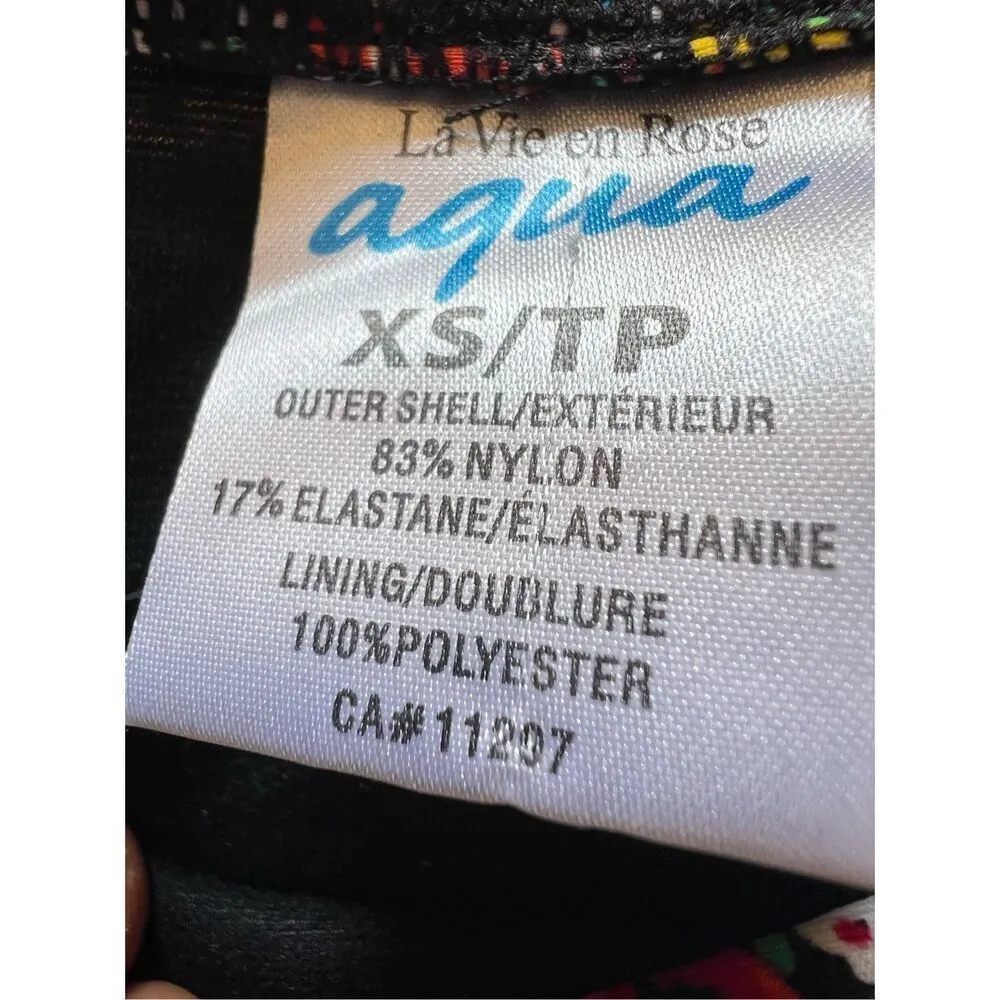 La Vie en Rose
aqua
XS/TP
OUTER SHELL/EXTÉRIEUR
83% NYLON
17% ELASTANE/ÉLASTHANNE
LINING/DOUBLURE
100%POLYESTER
CA#11297